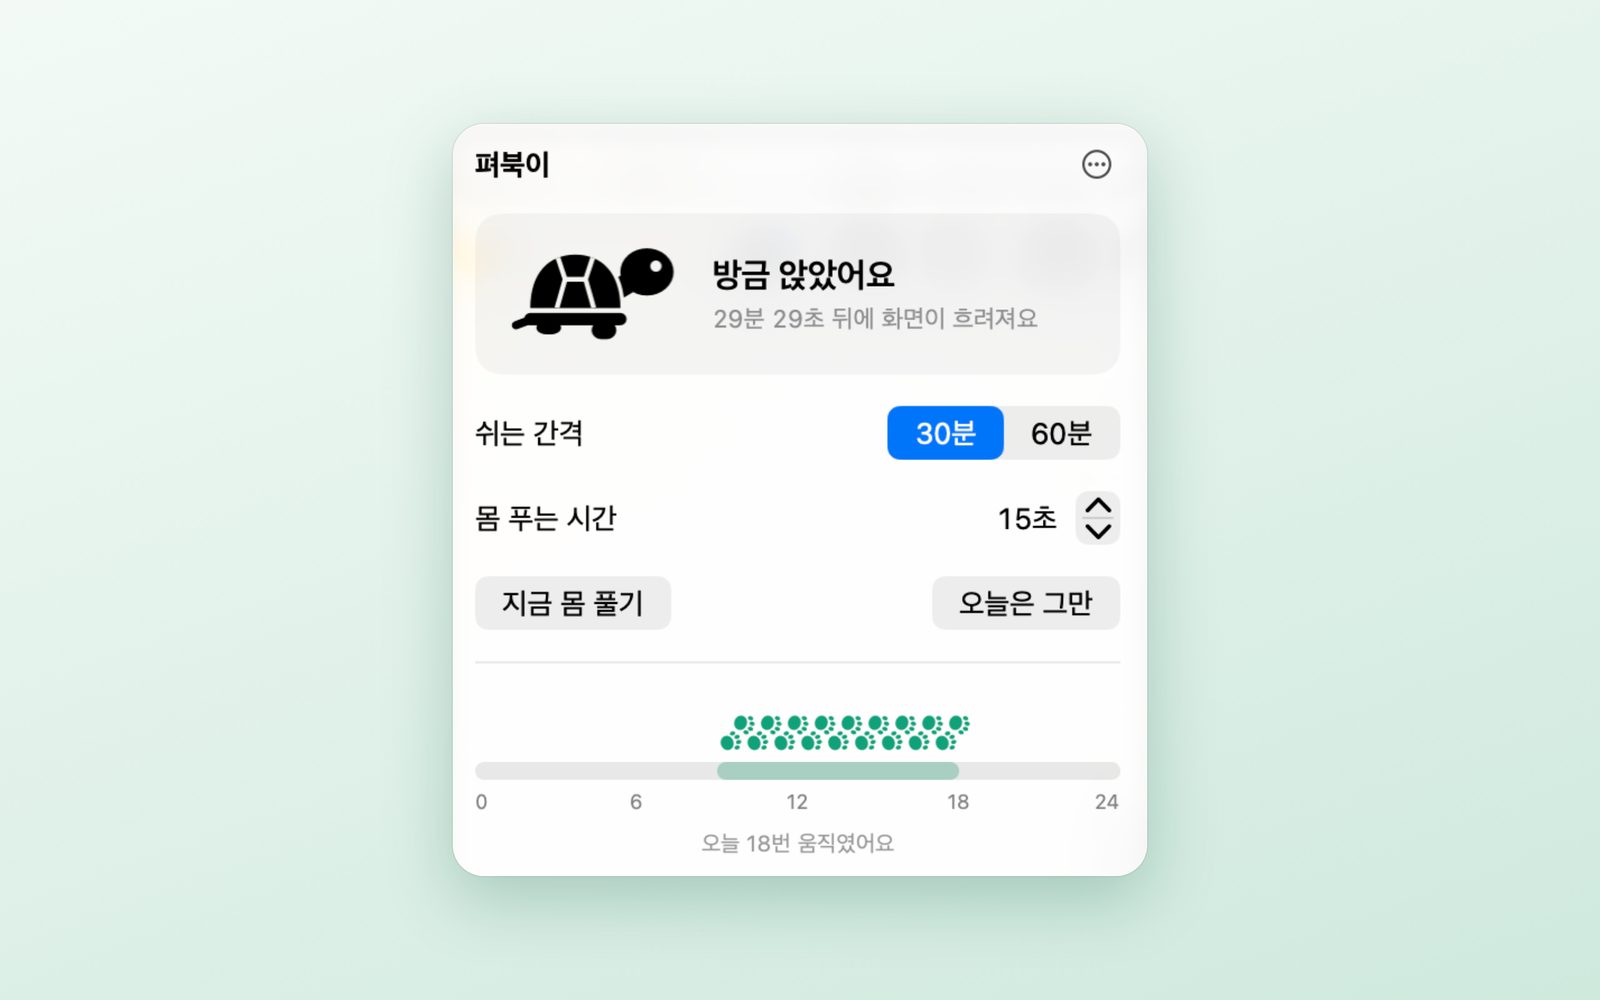 펴북이
방금 앉았어요
29분 29초 뒤에 화면이 흐려져요
쉬는 간격
30분 60분
몸 푸는 시간
15초
지금 몸 풀기
오늘은 그만
0 6 12 18 24
오늘 18번 움직였어요